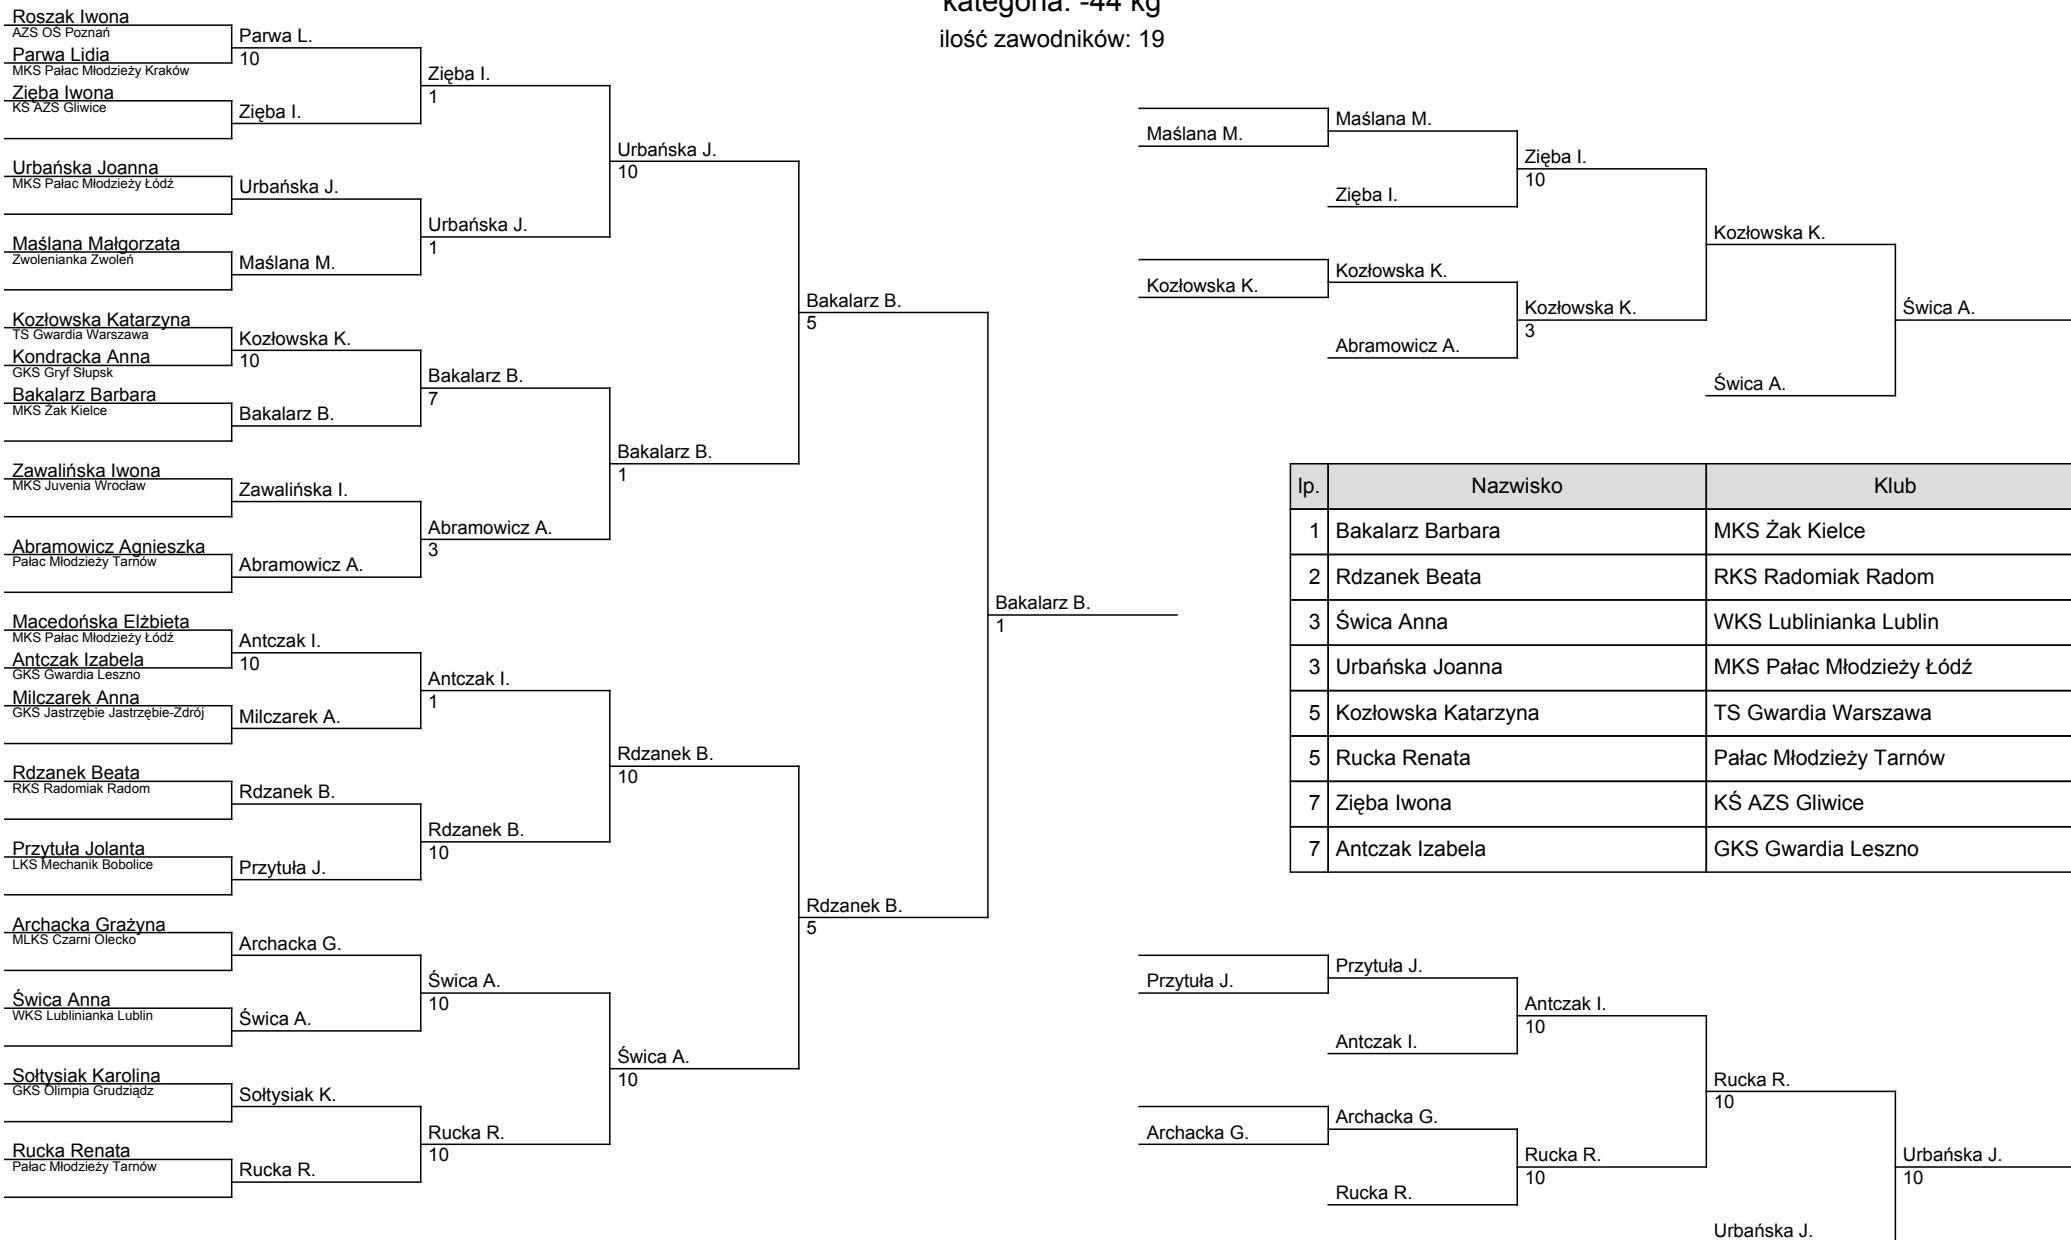 kategoria: -44 kg
ilość zawodników: 19
Roszak Iwona
AZS OŚ Poznań
Parwa Lidia
MKS Pałac Młodzieży Kraków
Zięba Iwona
KŚ AZS Gliwice
Urbańska Joanna
MKS Pałac Młodzieży Łódź
Maślana Małgorzata
Zwolenianka Zwoleń
Kozłowska Katarzyna
TS Gwardia Warszawa
Kondracka Anna
GKS Gryf Słupsk
Bakalarz Barbara
MKS Żak Kielce
Zawalińska Iwona
MKS Juvenia Wrocław
Abramowicz Agnieszka
Pałac Młodzieży Tarnów
Macedońska Elżbieta
MKS Pałac Młodzieży Łódź
Antczak Izabela
GKS Gwardia Leszno
Milczarek Anna
GKS Jastrzębie Jastrzębie-Zdrój
Rdzanek Beata
RKS Radomiak Radom
Przytuła Jolanta
LKS Mechanik Bobolice
Archacka Grażyna
MLKS Czarni Olecko
Świca Anna
WKS Lublinianka Lublin
Sołtysiak Karolina
GKS Olimpia Grudziądz
Rucka Renata
Pałac Młodzieży Tarnów
Parwa L.
10
Zięba I.
Urbańska J.
Maślana M.
Kozłowska K.
10
Bakalarz B.
Zawalińska I.
Abramowicz A.
Antczak I.
10
Milczarek A.
Rdzanek B.
Przytuła J.
Archacka G.
Świca A.
Sołtysiak K.
Rucka R.
Zięba I.
1
Urbańska J.
1
Bakalarz B.
7
Abramowicz A.
3
Antczak I.
1
Rdzanek B.
10
Świca A.
10
Rucka R.
10
Urbańska J.
10
Bakalarz B.
1
Rdzanek B.
10
Świca A.
10
Bakalarz B.
5
Rdzanek B.
5
Bakalarz B.
1
Maślana M.
Kozłowska K.
Maślana M.
Zięba I.
Kozłowska K.
Abramowicz A.
Zięba I.
10
Kozłowska K.
3
Kozłowska K.
Świca A.
Świca A.
lp. Nazwisko Klub
1 Bakalarz Barbara MKS Żak Kielce
2 Rdzanek Beata RKS Radomiak Radom
3 Świca Anna WKS Lublinianka Lublin
3 Urbańska Joanna MKS Pałac Młodzieży Łódź
5 Kozłowska Katarzyna TS Gwardia Warszawa
5 Rucka Renata Pałac Młodzieży Tarnów
7 Zięba Iwona KŚ AZS Gliwice
7 Antczak Izabela GKS Gwardia Leszno
Przytuła J.
Archacka G.
Przytuła J.
Antczak I.
Archacka G.
Rucka R.
Antczak I.
10
Rucka R.
10
Rucka R.
10
Urbańska J.
Urbańska J.
10